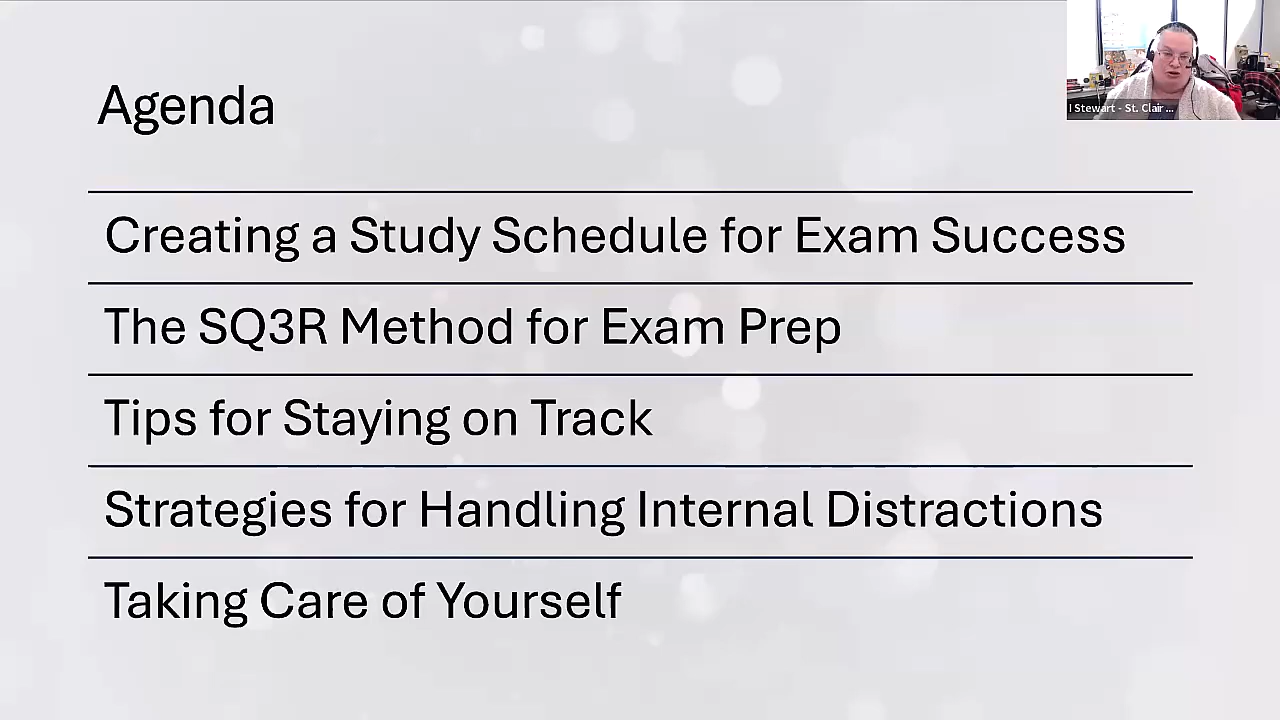 Agenda
I Stewart - St. Clair ...
Creating a Study Schedule for Exam Success
The SQ3R Method for Exam Prep
Tips for Staying on Track
Strategies for Handling Internal Distractions
Taking Care of Yourself